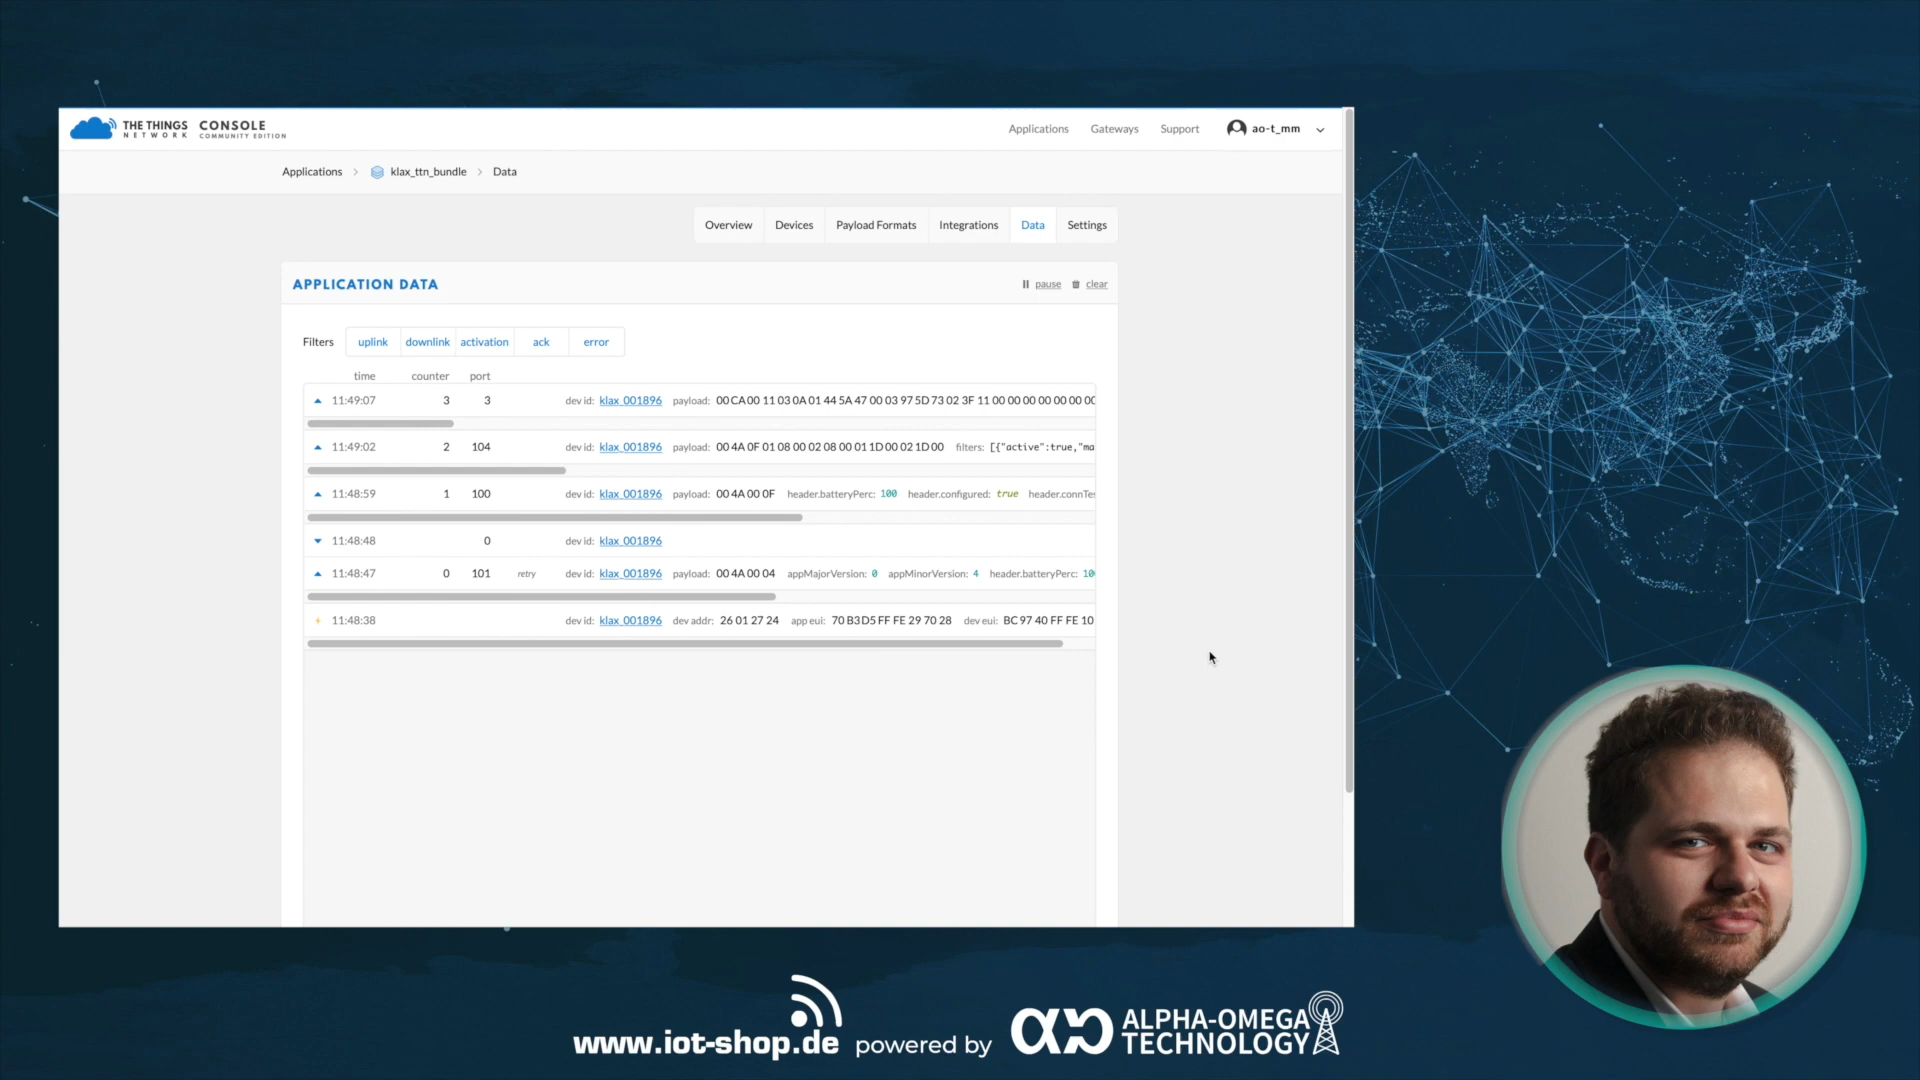 THE THINGS NETWORK CONSOLE COMMUNITY EDITION
Applications Gateways Support ao-t_mm
Applications > klax_ttn_bundle > Data
Overview Devices Payload Formats Integrations Data Settings
APPLICATION DATA pause clear
Filters uplink downlink activation ack error
time counter port
11:49:07 3 3 dev id: klax_001896 payload: 00 CA 00 11 03 0A 01 44 5A 47 00 03 97 5D 73 02 3F 11 00 00 00 00 00 00 00
11:49:02 2 104 dev id: klax_001896 payload: 00 4A 0F 01 08 00 02 08 00 01 1D 00 02 1D 00 filters: [{"active":true,"ma
11:48:59 1 100 dev id: klax_001896 payload: 00 4A 00 0F header.batteryPerc: 100 header.configured: true header.connTes
11:48:48 0 dev id: klax_001896
11:48:47 0 101 retry dev id: klax_001896 payload: 00 4A 00 04 appMajorVersion: 0 appMinorVersion: 4 header.batteryPerc: 100
11:48:38 dev id: klax_001896 dev addr: 26 01 27 24 app eui: 70 B3 D5 FF FE 29 70 28 dev eui: BC 97 40 FF FE 10
www.iot-shop.de powered by ALPHA-OMEGA TECHNOLOGY